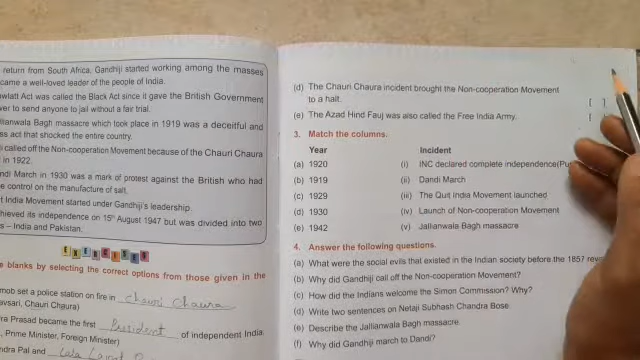 return from South Africa, Gandhiji started working among the masses
came a well-loved leader of the people of India.
Act was called the Black Act since it gave the British Government
to send anyone to jail without a fair trial.
Bagh massacre which took place in 1919 was a deceitful and
act that shocked the entire country.
called off the Non-cooperation Movement because of the Chauri Chaura
in 1922.
March in 1930 was a mark of protest against the British who had
control on the manufacture of salt.
India Movement started under Gandhiji's leadership.
its independence on 15th August 1947 but was divided into two
– India and Pakistan.
EXERCISES
blanks by selecting the correct options from those given in the
mob set a police station on fire in Chauri Chaura
Chauri Chaura)
Prasad became the first President of independent India.
Prime Minister, Foreign Minister)
Pal and Lala
(d) The Chauri Chaura incident brought the Non-cooperation Movement
to a halt. [ ]
(e) The Azad Hind Fauj was also called the Free India Army. [
3. Match the columns.
Year Incident
(a) 1920 (i) INC declared complete independence
(b) 1919 (ii) Dandi March
(c) 1929 (iii) The Quit India Movement launched
(d) 1930 (iv) Launch of Non-cooperation Movement
(e) 1942 (v) Jallianwala Bagh massacre
4. Answer the following questions.
(a) What were the social evils that existed in the Indian society before the 1857
(b) Why did Gandhiji call off the Non-cooperation Movement?
(c) How did the Indians welcome the Simon Commission? Why?
(d) Write two sentences on Netaji Subhash Chandra Bose
(e) Describe the Jallianwala Bagh massacre
(f) Why did Gandhi march to Dandi?